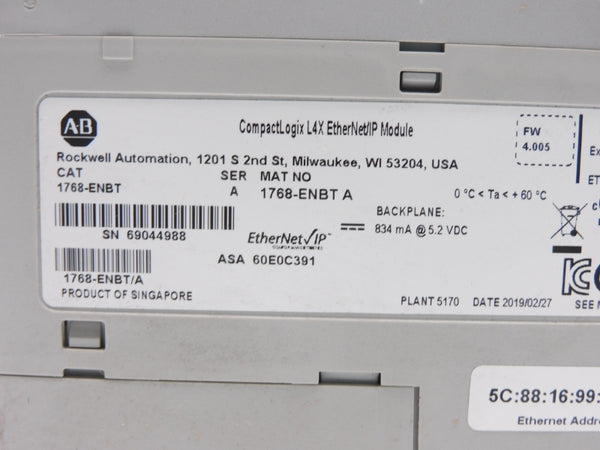 A-B
CompactLogix L4X EtherNet/IP Module
FW
4.005
Rockwell Automation, 1201 S 2nd St, Milwaukee, WI 53204, USA
CAT SER MAT NO
1768-ENBT A 1768-ENBT A
0 °C < Ta < + 60 °C
BACKPLANE:
834 mA @ 5.2 VDC
SN 69044988
EtherNet/IP
ASA 60E0C391
1768-ENBT/A
PRODUCT OF SINGAPORE
PLANT 5170 DATE 2019/02/27
SEE
5C:88:16:99:
Ethernet